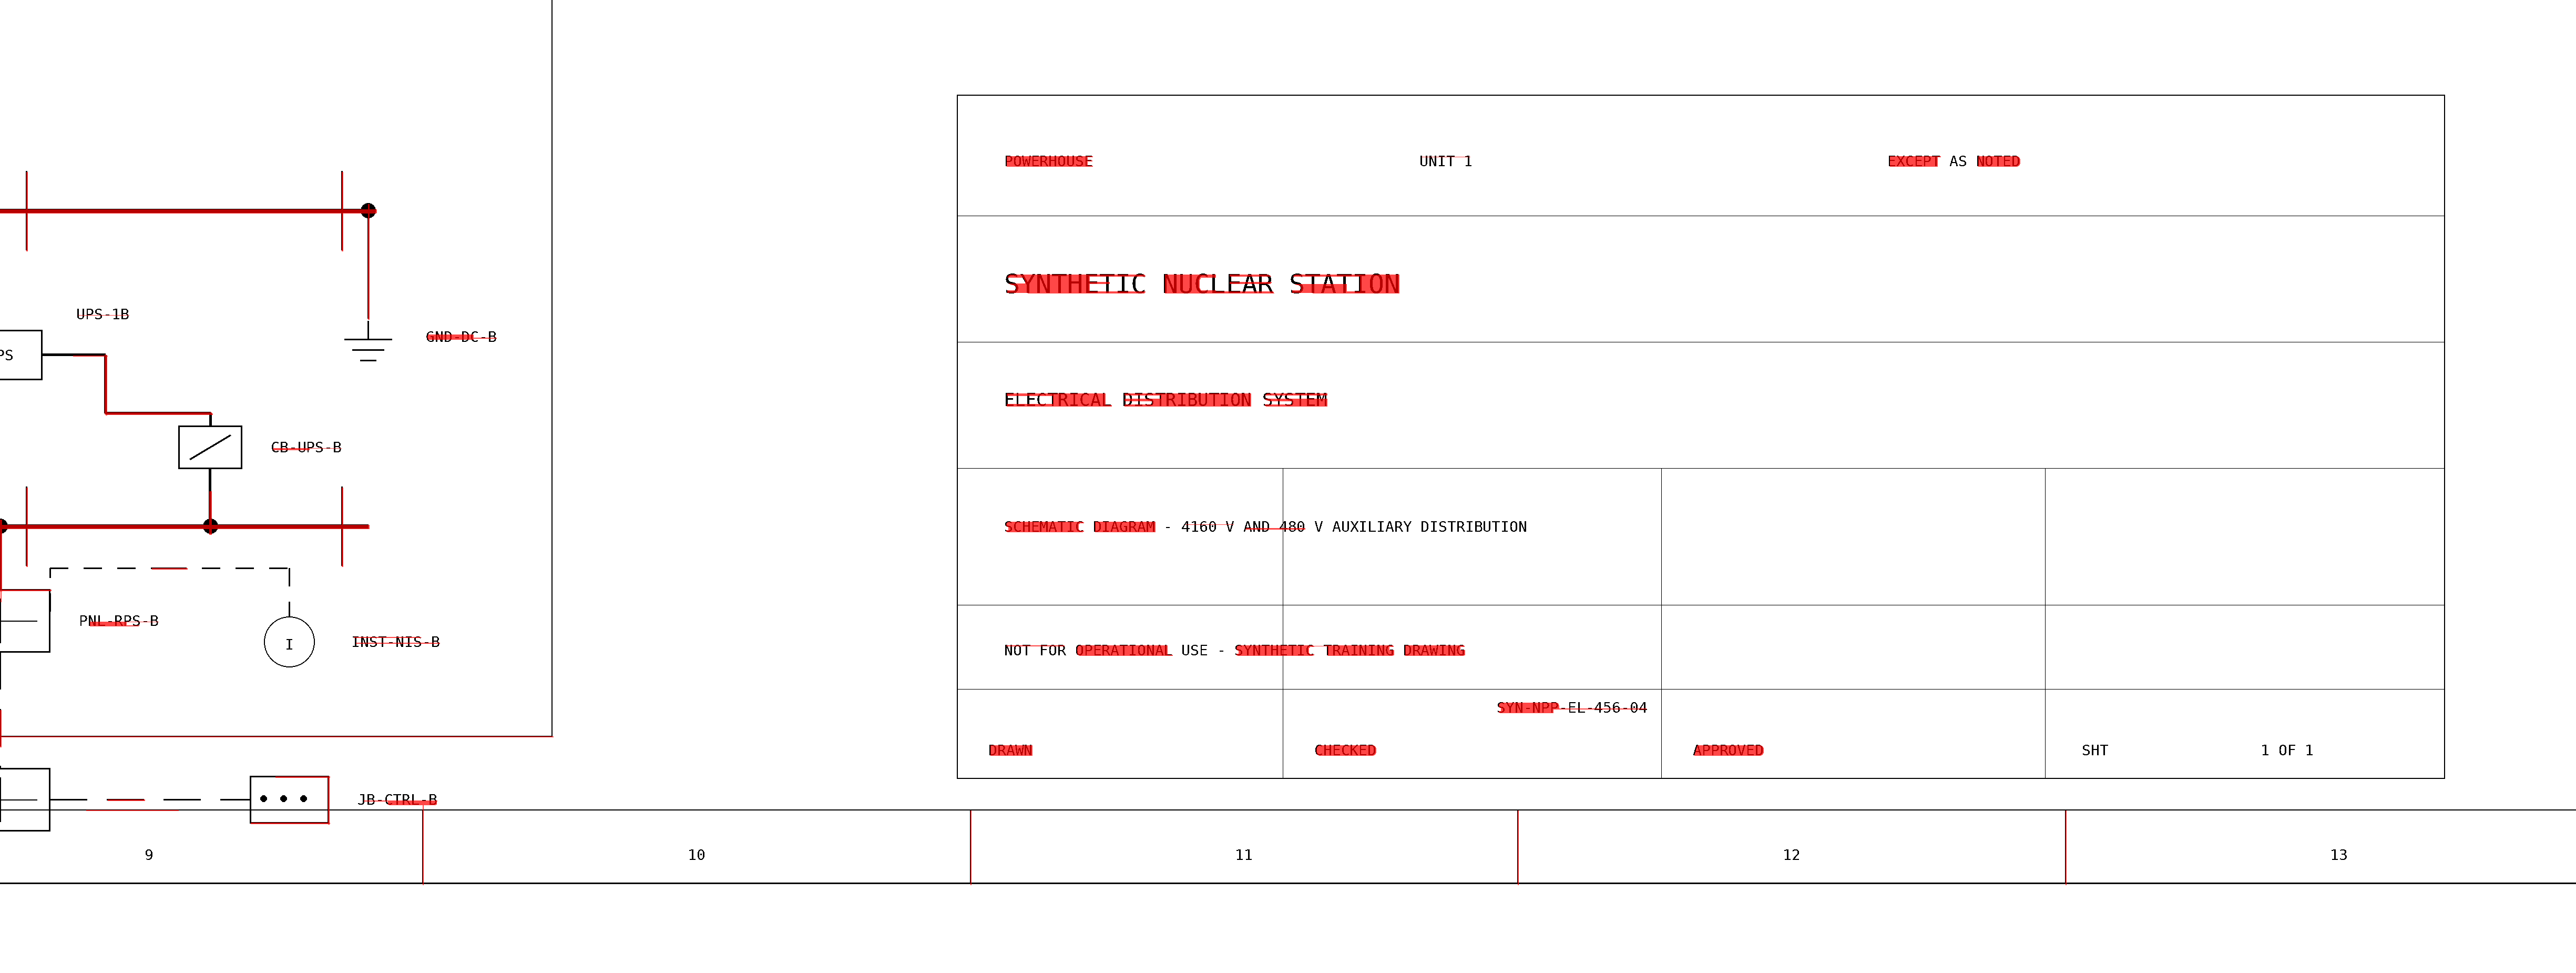 POWERHOUSE UNIT 1 EXCEPT AS NOTED
SYNTHETIC NUCLEAR STATION
UPS-1B
GND-DC-B
PS
ELECTRICAL DISTRIBUTION SYSTEM
CB-UPS-B
SCHEMATIC DIAGRAM - 4160 V AND 480 V AUXILIARY DISTRIBUTION
PNL-RPS-B
I
INST-NIS-B
NOT FOR OPERATIONAL USE - SYNTHETIC TRAINING DRAWING
SYN-NPP-EL-456-04
DRAWN CHECKED APPROVED SHT 1 OF 1
JB-CTRL-B
9 10 11 12 13